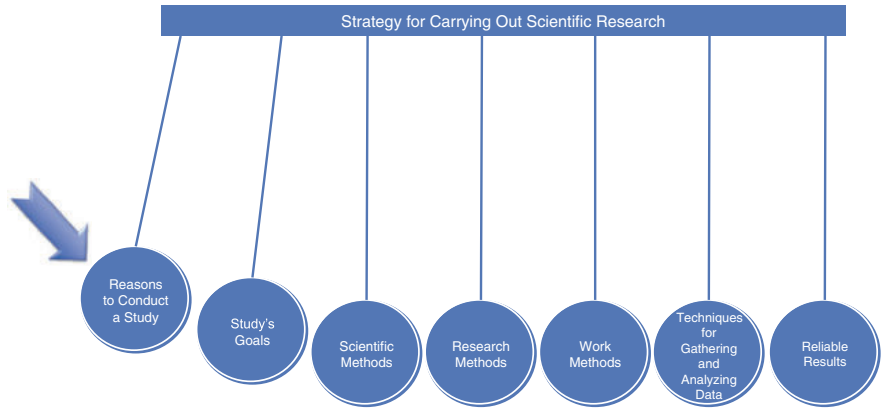 Strategy for Carrying Out Scientific Research
Reasons
to Conduct
a Study
Study's
Goals
Scientific
Methods
Research
Methods
Work
Methods
Techniques
for
Gathering
and
Analyzing
Data
Reliable
Results